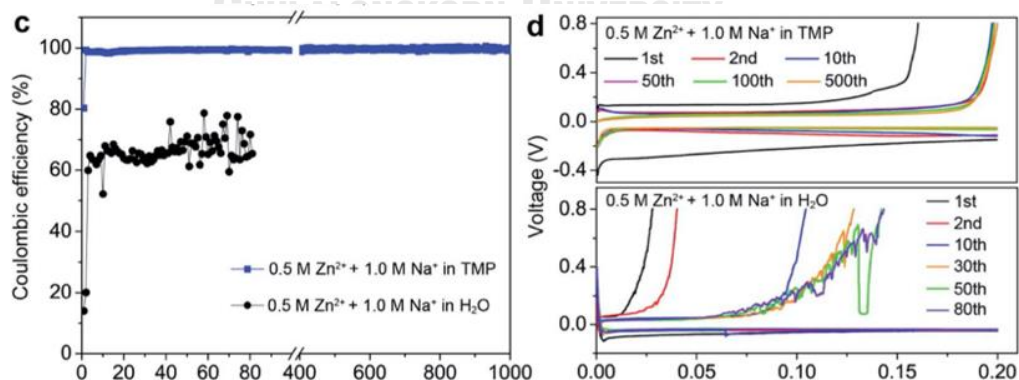 c
100
80
60
40
20
0
Coulombic efficiency (%)
0.5 M Zn²⁺ + 1.0 M Na⁺ in TMP
0.5 M Zn²⁺ + 1.0 M Na⁺ in H₂O
0 20 40 60 80 400 600 800 1000
d
0.8
0.4
0.0
-0.4
0.5 M Zn²⁺ + 1.0 M Na⁺ in TMP
1st 2nd 10th
50th 100th 500th
Voltage (V)
0.8
0.4
0.0
0.5 M Zn²⁺ + 1.0 M Na⁺ in H₂O
1st
2nd
10th
30th
50th
80th
0.00 0.05 0.10 0.15 0.20